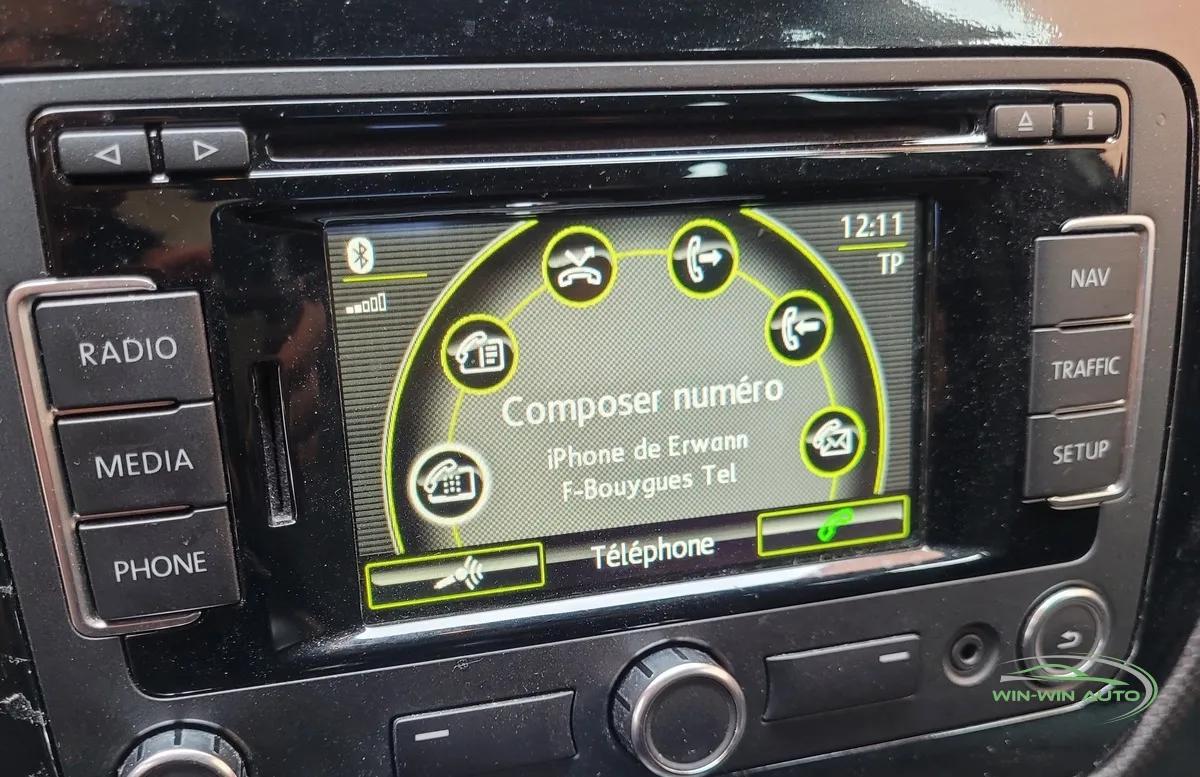 i
12:11
TP
RADIO
MEDIA
PHONE
NAV
TRAFFIC
SETUP
Composer numéro
iPhone de Erwann
F-Bouygues Tel
Téléphone
WIN-WIN AUTO